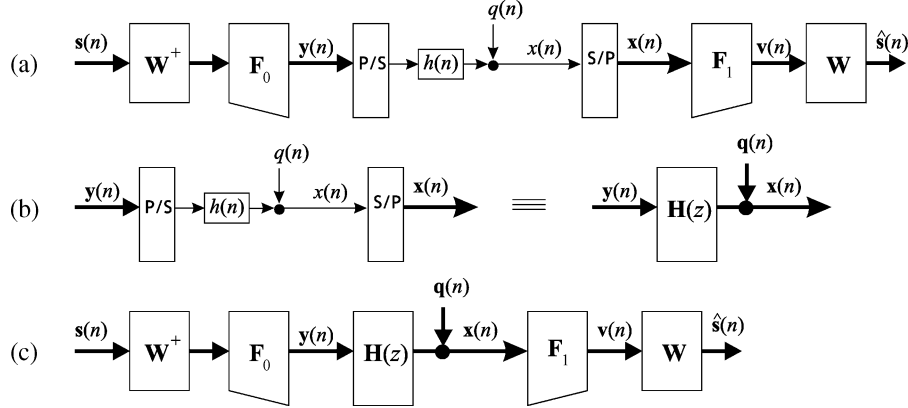 (a) s(n) W⁺ F₀ y(n) P/S h(n) q(n) x(n) S/P x(n) F₁ v(n) W ŝ(n)
(b) y(n) P/S h(n) q(n) x(n) S/P x(n) ≡ y(n) H(z) q(n) x(n)
(c) s(n) W⁺ F₀ y(n) H(z) q(n) x(n) F₁ v(n) W ŝ(n)